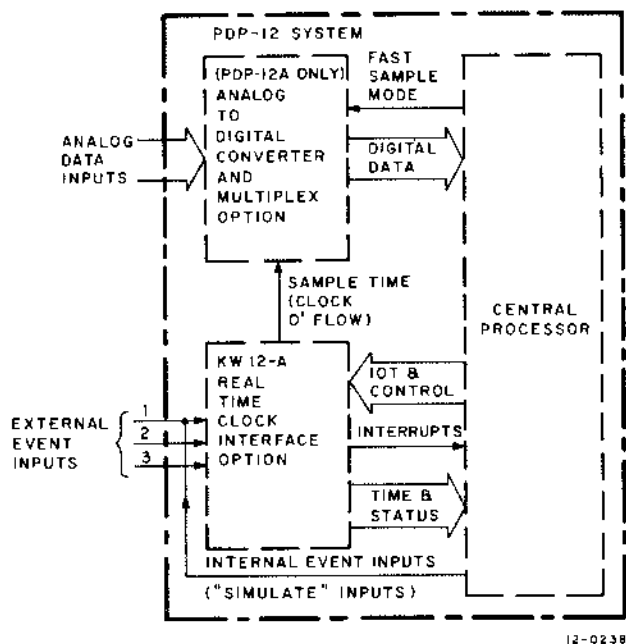 PDP-12 SYSTEM
(PDP-12A ONLY)
ANALOG
TO
DIGITAL
CONVERTER
AND
MULTIPLEX
OPTION
FAST
SAMPLE
MODE
ANALOG
DATA
INPUTS
DIGITAL
DATA
SAMPLE TIME
(CLOCK
O'FLOW)
CENTRAL
PROCESSOR
KW12-A
REAL
TIME
CLOCK
INTERFACE
OPTION
IOT &
CONTROL
EXTERNAL
EVENT
INPUTS
1
2
3
INTERRUPTS
TIME &
STATUS
INTERNAL EVENT INPUTS
("SIMULATE" INPUTS)
12-0238